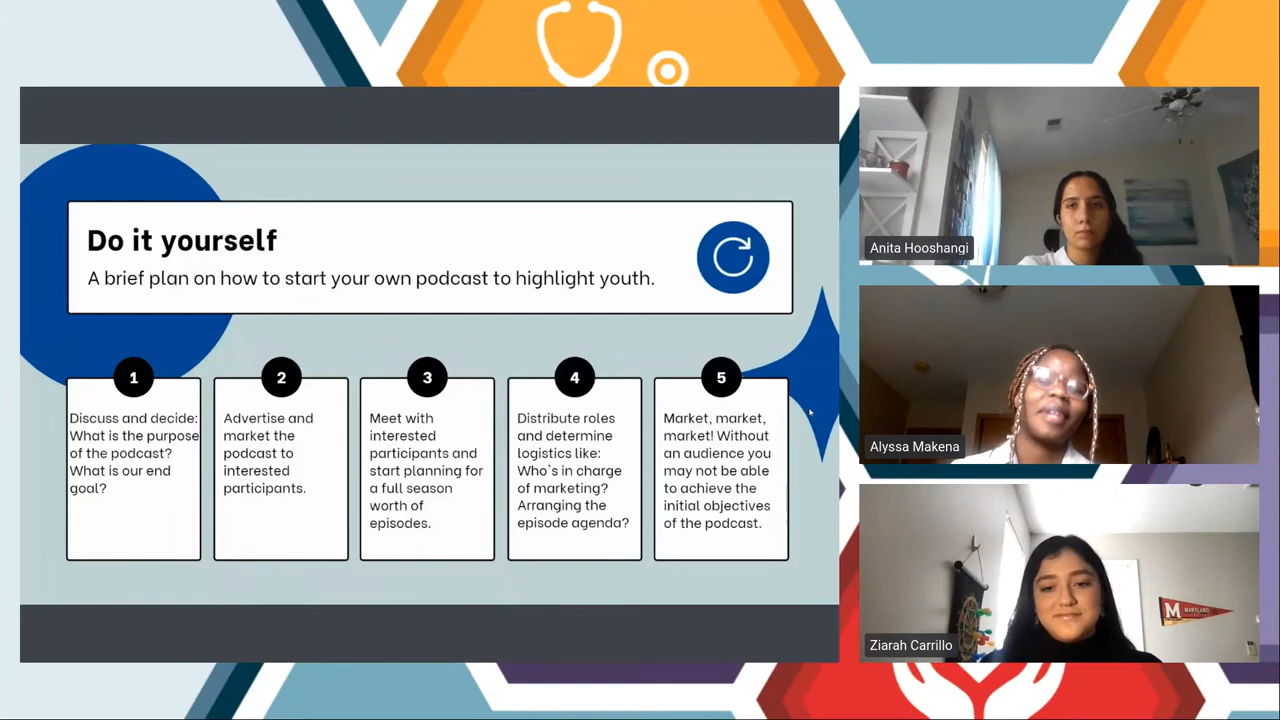 Do it yourself
A brief plan on how to start your own podcast to highlight youth.
1
Discuss and decide:
What is the purpose
of the podcast?
What is our end
goal?
2
Advertise and
market the
podcast to
interested
participants.
3
Meet with
interested
participants and
start planning for
a full season
worth of
episodes.
4
Distribute roles
and determine
logistics like:
Who's in charge
of marketing?
Arranging the
episode agenda?
5
Market, market,
market! Without
an audience you
may not be able
to achieve the
initial objectives
of the podcast.
Anita Hooshangi
Alyssa Makena
Ziarah Carrillo
M MARYLAND